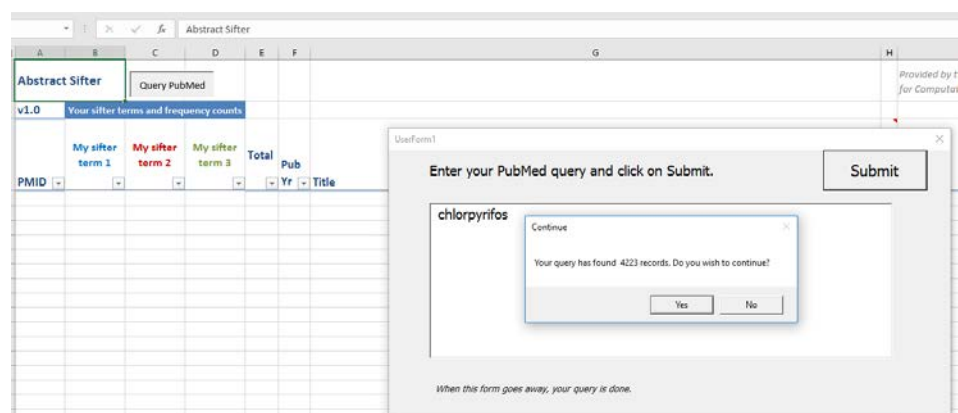 fx Abstract Sifter
A B C D E F G H
Abstract Sifter
Query PubMed
Provided by t
for Computat
v1.0 Your sifter terms and frequency counts
My sifter term 1
My sifter term 2
My sifter term 3
Total
PMID
Pub Yr
Title
UserForm1
Enter your PubMed query and click on Submit.
Submit
chlorpyrifos
Continue
Your query has found 4223 records. Do you wish to continue?
Yes No
When this form goes away, your query is done.